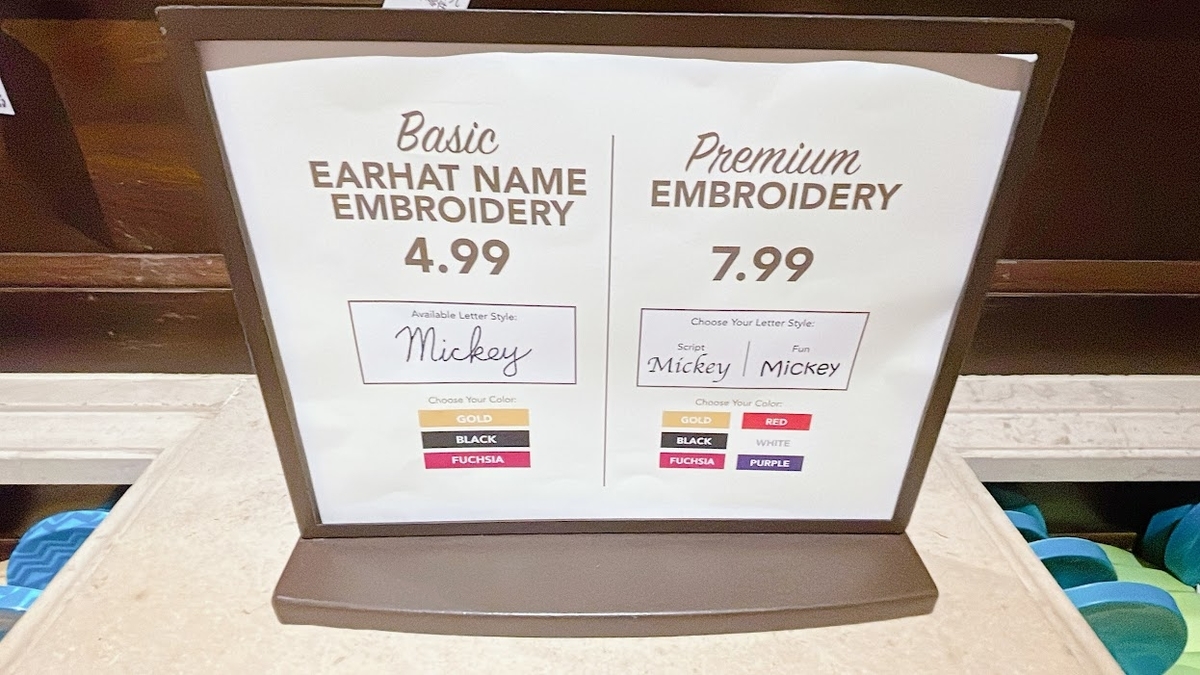 Basic
EARHAT NAME
EMBROIDERY
4.99
Available Letter Style:
Mickey
Choose Your Color:
GOLD
BLACK
FUCHSIA
Premium
EMBROIDERY
7.99
Choose Your Letter Style:
Script
Mickey
Fun
Mickey
Choose Your Color:
GOLD
RED
BLACK
WHITE
FUCHSIA
PURPLE